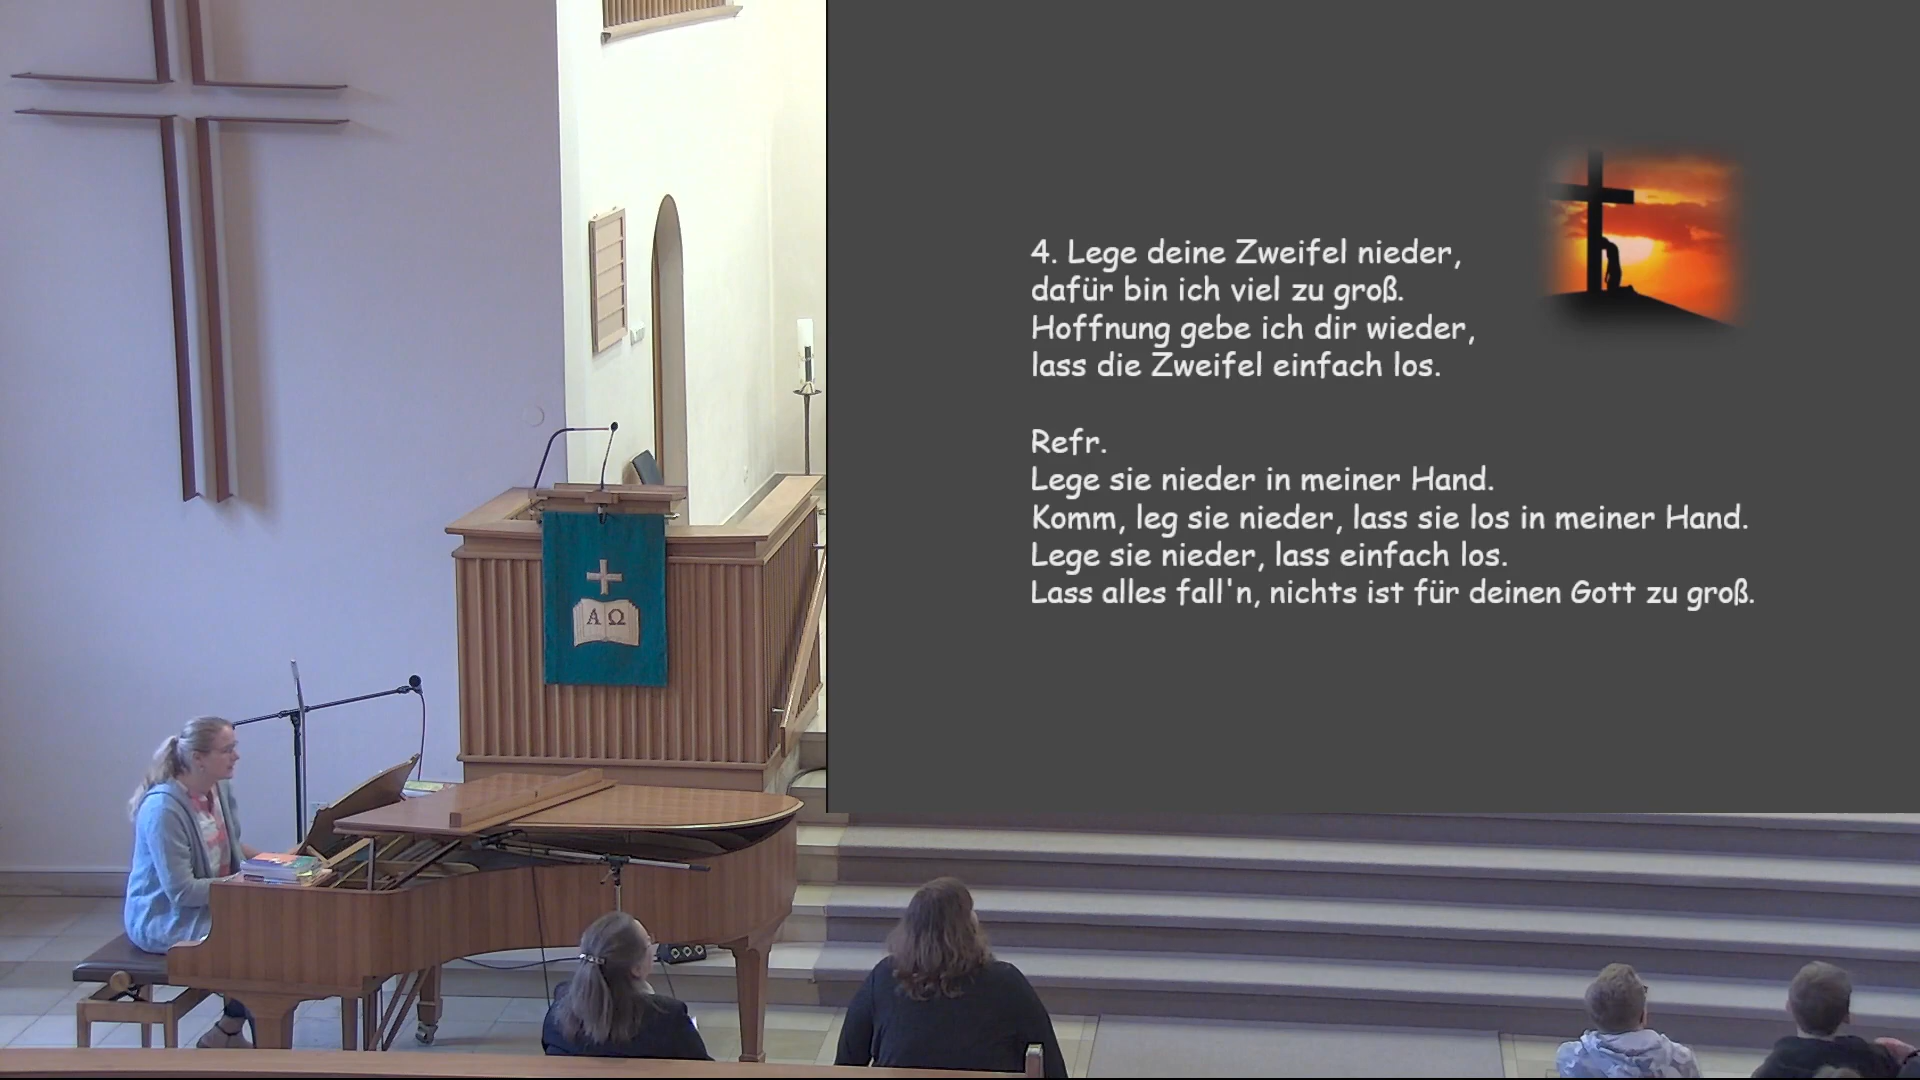 4. Lege deine Zweifel nieder,
dafür bin ich viel zu groß.
Hoffnung gebe ich dir wieder,
lass die Zweifel einfach los.
Refr.
Lege sie nieder in meiner Hand.
Komm, leg sie nieder, lass sie los in meiner Hand.
Lege sie nieder, lass einfach los.
Lass alles fall'n, nichts ist für deinen Gott zu groß.
Α Ω